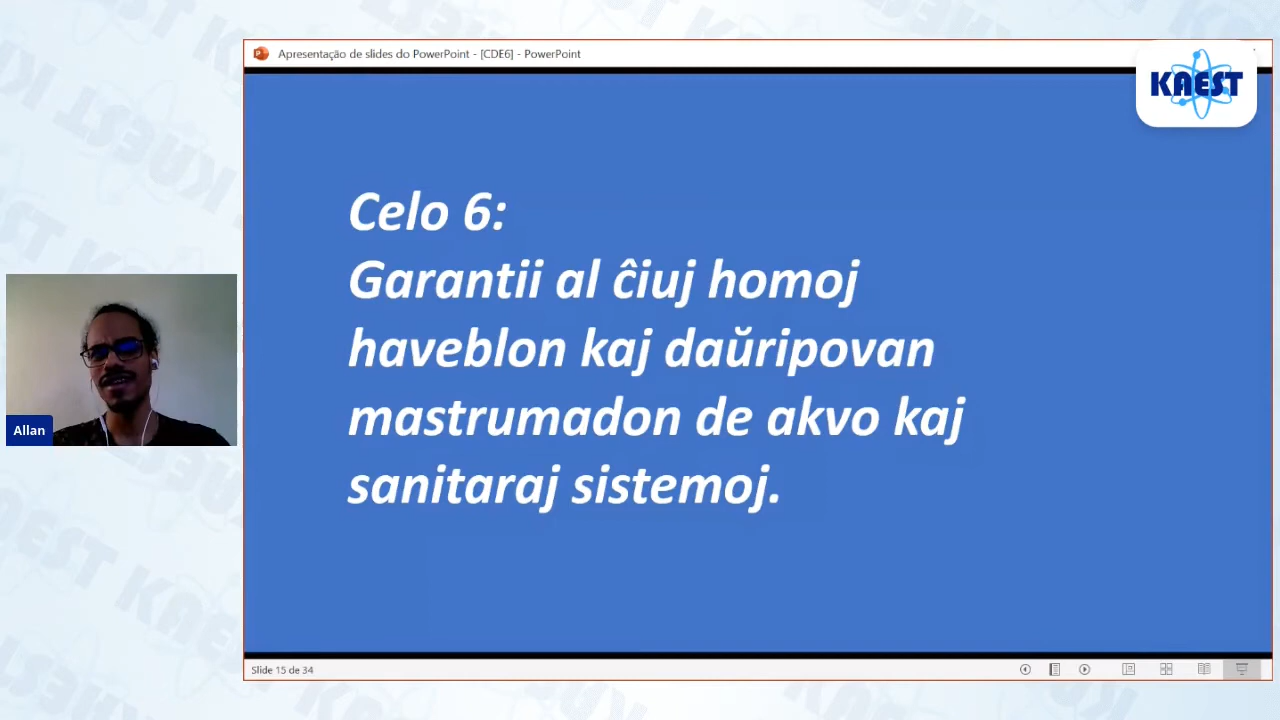 Apresentação de slides do PowerPoint - [CDE6] - PowerPoint
KAEST
Celo 6:
Garantii al ĉiuj homoj
haveblon kaj daŭripovan
mastrumadon de akvo kaj
sanitaraj sistemoj.
Allan
Slide 15 de 34